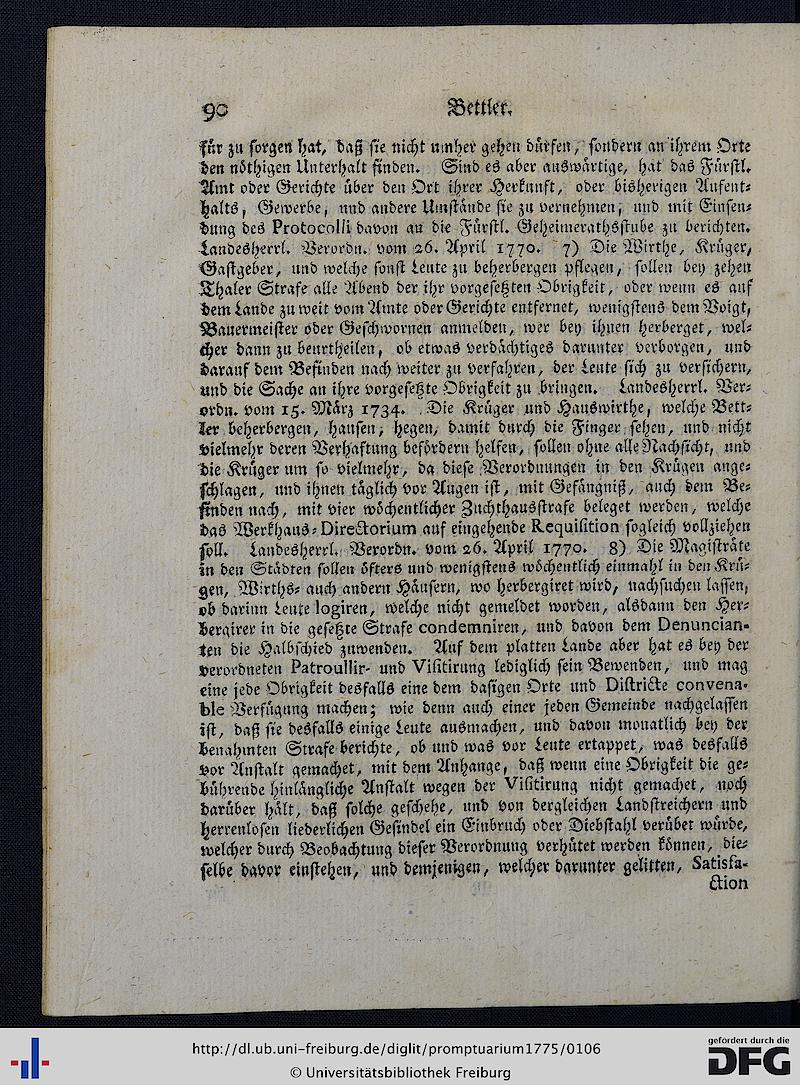 90
Bettler.
für zu sorgen hat, daß sie nicht umher gehen dürfen, sondern an ihrem Orte
den nöthigen Unterhalt finden. Sind es aber auswärtige, hat das Fürstl.
Amt oder Gerichte über den Ort ihrer Herkunft, oder bisherigen Aufent-
halts, Gewerbe, und andere Umstände sie zu vernehmen, und mit Einsen-
dung des Protocolli davon an die Fürstl. Geheimerathsstube zu berichten.
Landesherrl. Verordn. vom 26. April 1770. 7) Die Wirthe, Krüger,
Gastgeber, und welche sonst Leute zu beherbergen pflegen, sollen bey zehen
Thaler Strafe alle Abend der ihr vorgesetzten Obrigkeit, oder wenn es auf
dem Lande zu weit vom Amte oder Gerichte entfernet, wenigstens dem Voigt,
Bauermeister oder Geschwornen anmelden, wer bey ihnen herberget, wel-
cher dann zu beurtheilen, ob etwas verdächtiges darunter verborgen, und
darauf dem Befinden nach weiter zu verfahren, der Leute sich zu versichern,
und die Sache an ihre vorgesetzte Obrigkeit zu bringen. Landesherrl. Ver-
ordn. vom 15. März 1734. Die Krüger und Hauswirthe, welche Bett-
ler beherbergen, hausen, hegen, damit durch die Finger sehen, und nicht
vielmehr deren Verhaftung befördern helfen, sollen ohne alle Nachsicht, und
die Krüger um so vielmehr, da diese Verordnungen in den Krügen ange-
schlagen, und ihnen täglich vor Augen ist, mit Gefängniß, auch dem Be-
finden nach, mit vier wöchentlicher Zuchthausstrafe beleget werden, welche
das Werkhaus-Directorium auf eingehende Requisition sogleich vollziehen
soll. Landesherrl. Verordn. vom 26. April 1770. 8) Die Magisträte
in den Städten sollen öfters und wenigstens wöchentlich einmahl in den Krü-
gen, Wirths- auch andern Häusern, wo herbergiret wird, nachsuchen lassen,
ob darinn Leute logiren, welche nicht gemeldet worden, alsdann den Her-
bergirer in die gesetzte Strafe condemniren, und davon dem Denuncian-
ten die Halbschied zuwenden. Auf dem platten Lande aber hat es bey der
verordneten Patroullir- und Visitirung lediglich sein Bewenden, und mag
eine jede Obrigkeit desfalls eine dem dasigen Orte und Districte convena-
ble Verfügung machen; wie denn auch einer jeden Gemeinde nachgelassen
ist, daß sie desfalls einige Leute ausmachen, und davon monatlich bey der
benahmten Strafe berichte, ob und was vor Leute ertappet, was desfalls
vor Anstalt gemachet, mit dem Anhange, daß wenn eine Obrigkeit die ge-
bührende hinlängliche Anstalt wegen der Visitirung nicht gemachet, noch
darüber hält, daß solche geschehe, und von dergleichen Landstreichern und
herrenlosen liederlichen Gesindel ein Einbruch oder Diebstahl verübet würde,
welcher durch Beobachtung dieser Verordnung verhütet werden können, die-
selbe davor einstehen, und demjenigen, welcher darunter gelitten, Satisfa-
ction
http://dl.ub.uni-freiburg.de/diglit/promptuarium1775/0106
© Universitätsbibliothek Freiburg
gefördert durch die
DFG